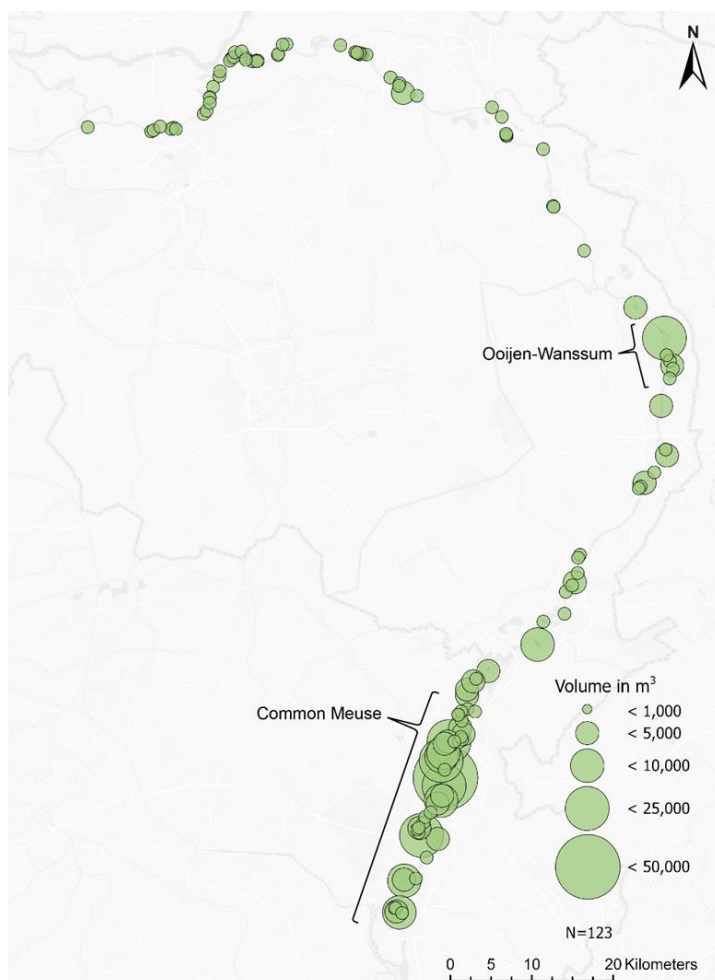 N
Ooijen-Wanssum
Common Meuse
Volume in m³
< 1,000
< 5,000
< 10,000
< 25,000
< 50,000
N=123
0 5 10 20 Kilometers